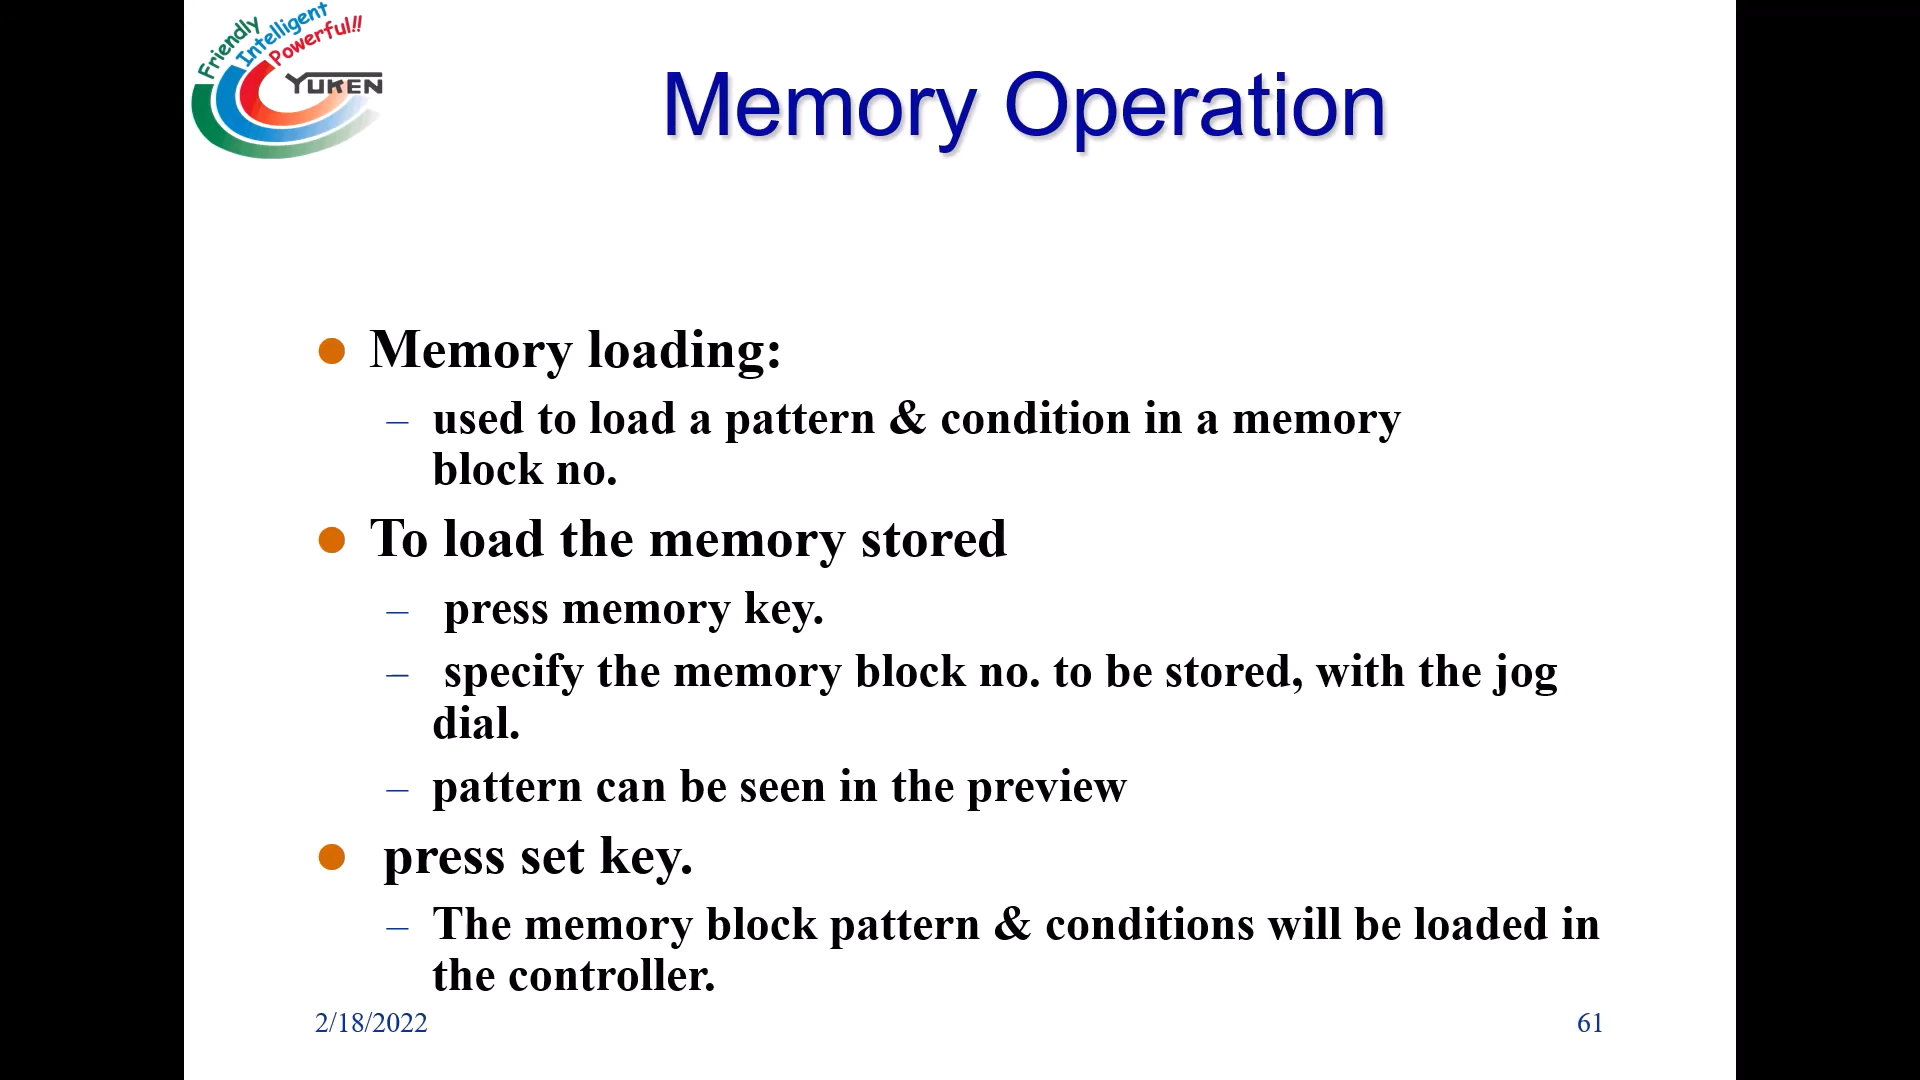 Friendly
Intelligent
Powerful!!
YUKEN
Memory Operation
Memory loading:
– used to load a pattern & condition in a memory
block no.
To load the memory stored
– press memory key.
– specify the memory block no. to be stored, with the jog
dial.
– pattern can be seen in the preview
press set key.
– The memory block pattern & conditions will be loaded in
the controller.
2/18/2022
61